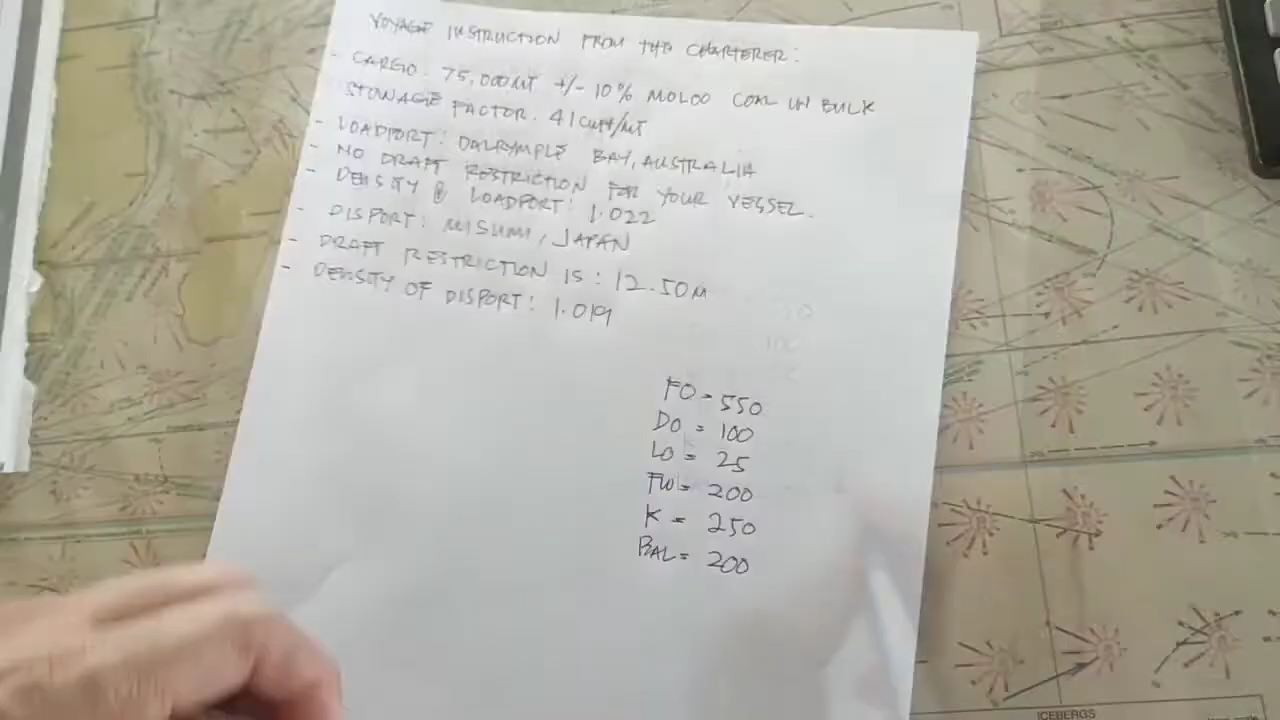 VOYAGE INSTRUCTION FROM THE CHARTERER:
- CARGO: 75,000MT +/- 10% MOLOO COAL IN BULK
STOWAGE FACTOR. 41cuft/MT
- LOADPORT: DALRYMPLE BAY, AUSTRALIA
- NO DRAFT RESTRICTION FOR YOUR VESSEL.
- DENSITY @ LOADPORT: 1.022
- DISPORT: MISUMI, JAPAN
- DRAFT RESTRICTION IS: 12.50M
- DENSITY OF DISPORT: 1.019
FO = 550
DO = 100
LO = 25
FW = 200
K = 250
BAL = 200
ICEBERGS